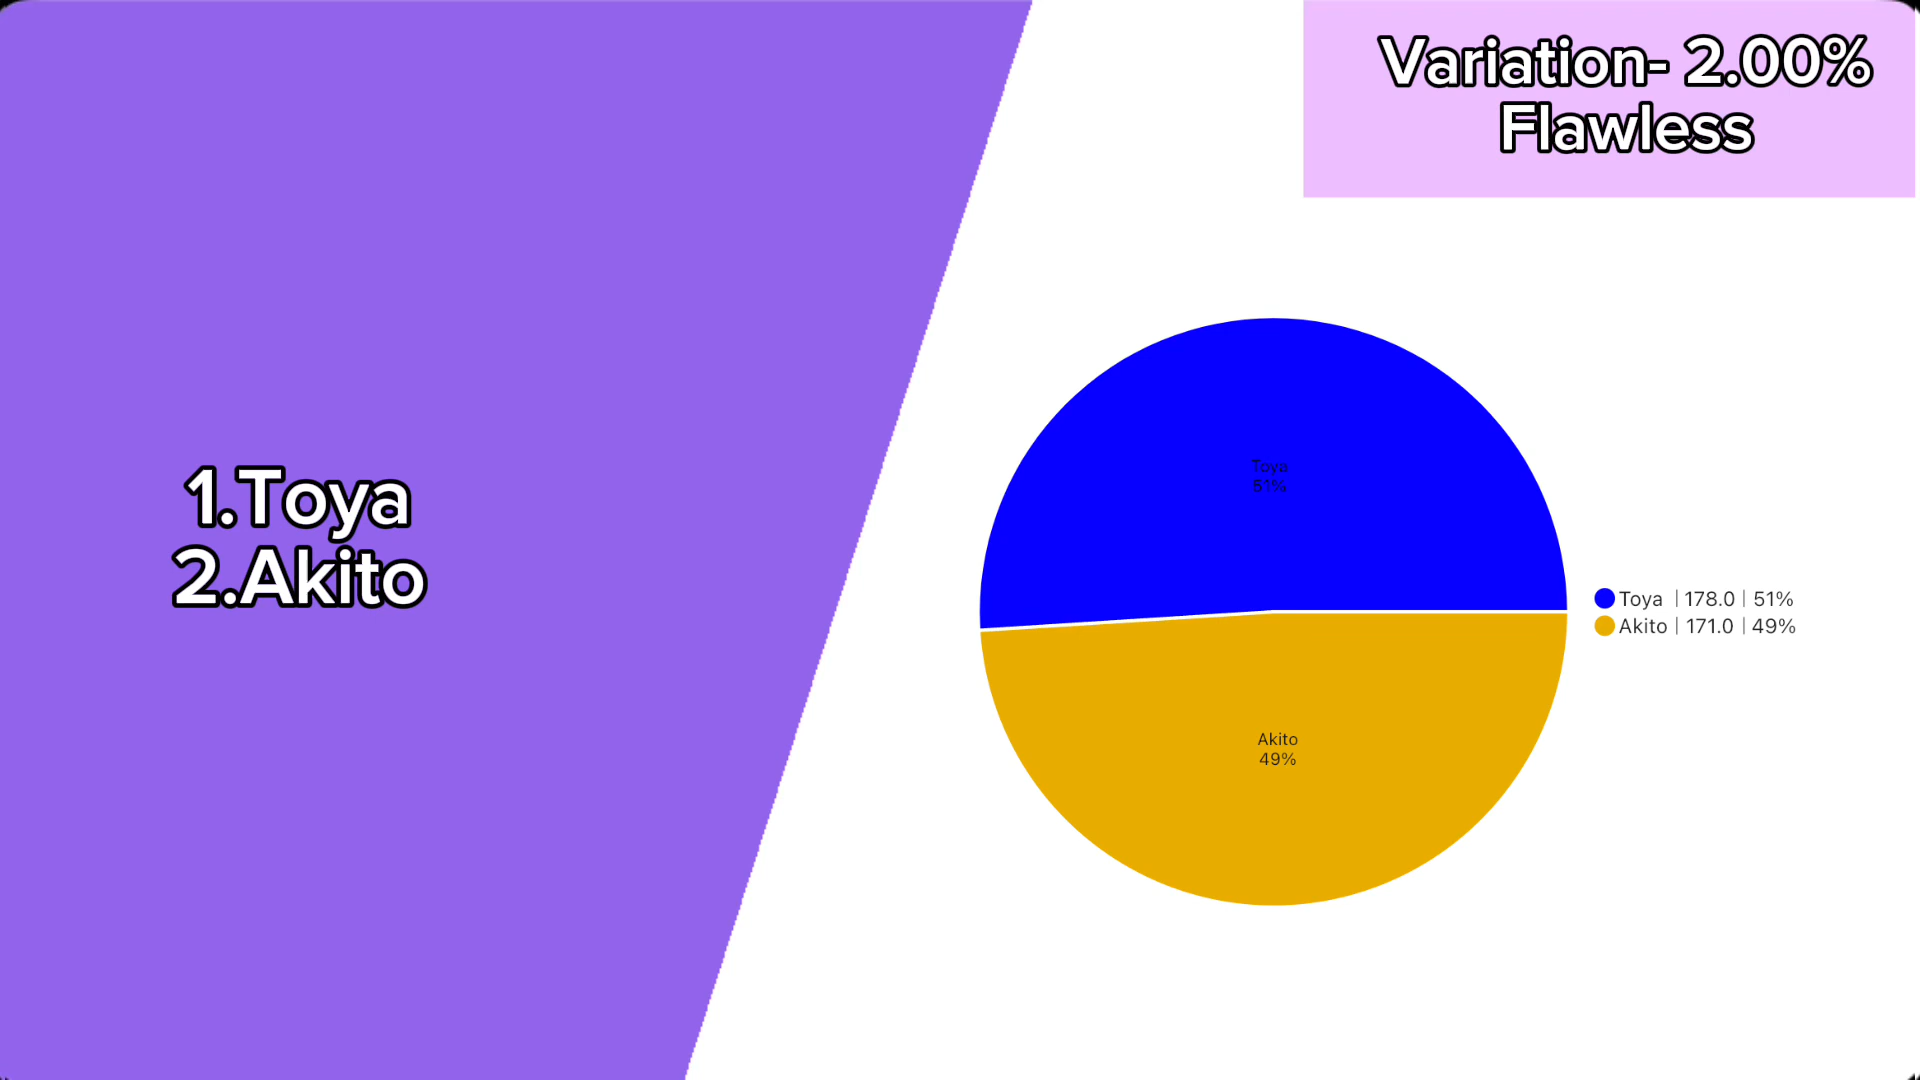 Variation- 2.00%
Flawless
1.Toya
2.Akito
Toya
51%
Akito
49%
Toya | 178.0 | 51%
Akito | 171.0 | 49%